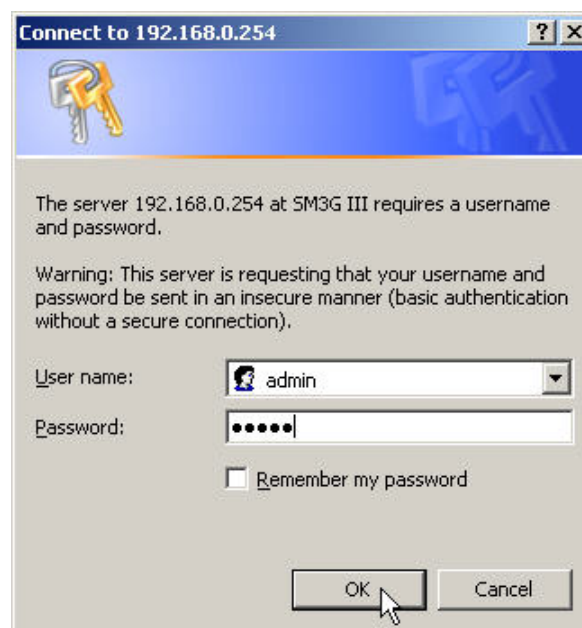 Connect to 192.168.0.254
The server 192.168.0.254 at SM3G III requires a username
and password.
Warning: This server is requesting that your username and
password be sent in an insecure manner (basic authentication
without a secure connection).
User name:
admin
Password:
●●●●●
Remember my password
OK
Cancel